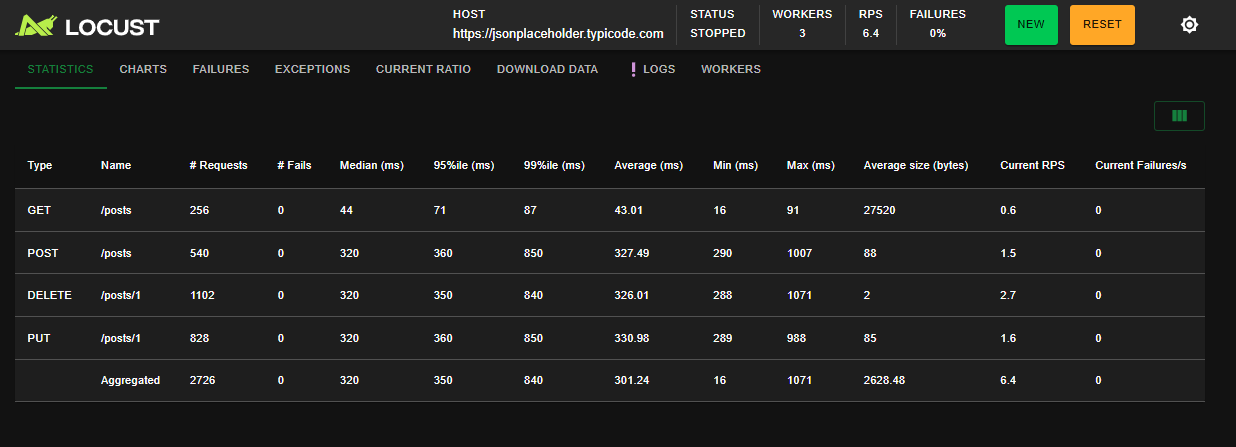 LOCUST
HOST
https://jsonplaceholder.typicode.com
STATUS
STOPPED
WORKERS
3
RPS
6.4
FAILURES
0%
NEW
RESET
STATISTICS CHARTS FAILURES EXCEPTIONS CURRENT RATIO DOWNLOAD DATA ❗ LOGS WORKERS
Type Name # Requests # Fails Median (ms) 95%ile (ms) 99%ile (ms) Average (ms) Min (ms) Max (ms) Average size (bytes) Current RPS Current Failures/s
GET /posts 256 0 44 71 87 43.01 16 91 27520 0.6 0
POST /posts 540 0 320 360 850 327.49 290 1007 88 1.5 0
DELETE /posts/1 1102 0 320 350 840 326.01 288 1071 2 2.7 0
PUT /posts/1 828 0 320 360 850 330.98 289 988 85 1.6 0
Aggregated 2726 0 320 350 840 301.24 16 1071 2628.48 6.4 0